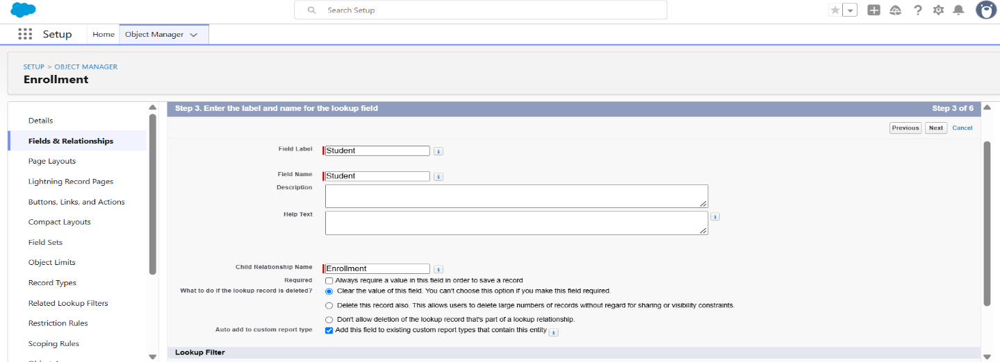 Search Setup
Setup
Home
Object Manager
SETUP > OBJECT MANAGER
Enrollment
Details
Fields & Relationships
Page Layouts
Lightning Record Pages
Buttons, Links, and Actions
Compact Layouts
Field Sets
Object Limits
Record Types
Related Lookup Filters
Restriction Rules
Scoping Rules
Step 3. Enter the label and name for the lookup field
Step 3 of 6
Previous Next Cancel
Field Label Student
Field Name Student
Description
Help Text
Child Relationship Name Enrollment
Required Always require a value in this field in order to save a record
What to do if the lookup record is deleted? Clear the value of this field. You can't choose this option if you make this field required.
Delete this record also. This allows users to delete large numbers of records without regard for sharing or visibility constraints.
Don't allow deletion of the lookup record that's part of a lookup relationship.
Auto add to custom report type Add this field to existing custom report types that contain this entity
Lookup Filter